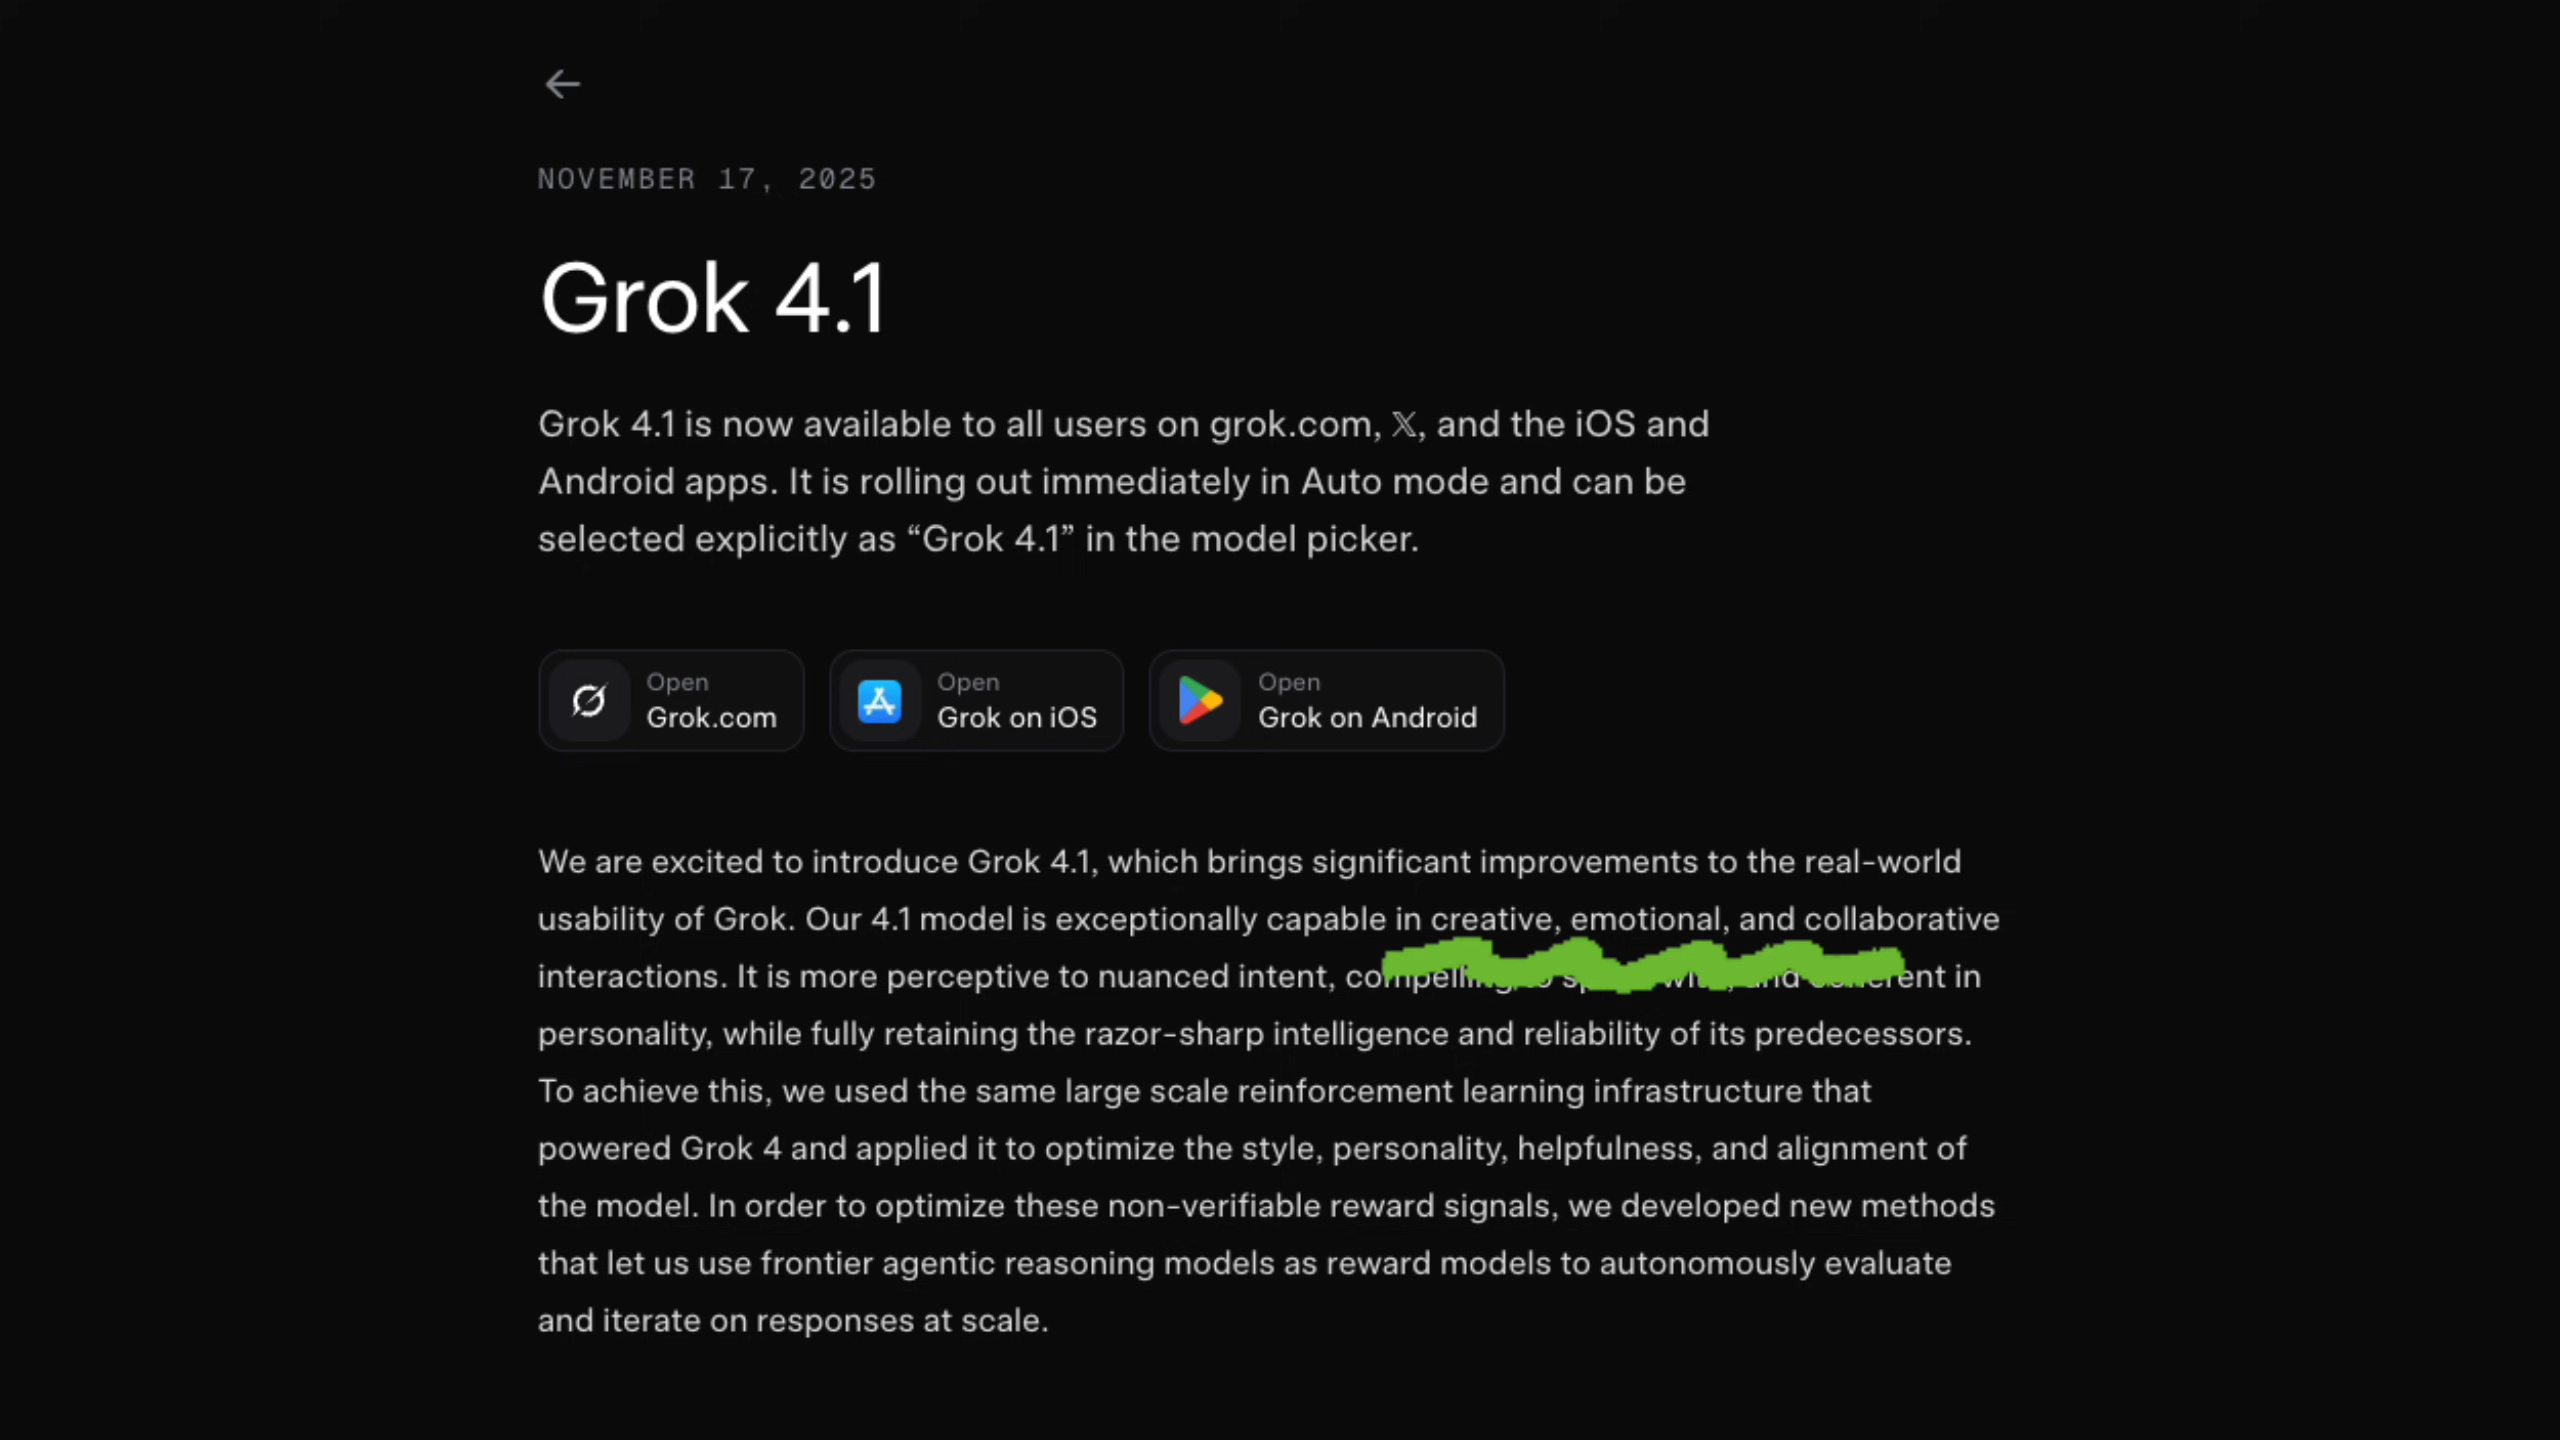 NOVEMBER 17, 2025
Grok 4.1
Grok 4.1 is now available to all users on grok.com, 𝕏, and the iOS and
Android apps. It is rolling out immediately in Auto mode and can be
selected explicitly as “Grok 4.1” in the model picker.
Open
Grok.com
Open
Grok on iOS
Open
Grok on Android
We are excited to introduce Grok 4.1, which brings significant improvements to the real-world
usability of Grok. Our 4.1 model is exceptionally capable in creative, emotional, and collaborative
interactions. It is more perceptive to nuanced intent, compelling and in
personality, while fully retaining the razor-sharp intelligence and reliability of its predecessors.
To achieve this, we used the same large scale reinforcement learning infrastructure that
powered Grok 4 and applied it to optimize the style, personality, helpfulness, and alignment of
the model. In order to optimize these non-verifiable reward signals, we developed new methods
that let us use frontier agentic reasoning models as reward models to autonomously evaluate
and iterate on responses at scale.